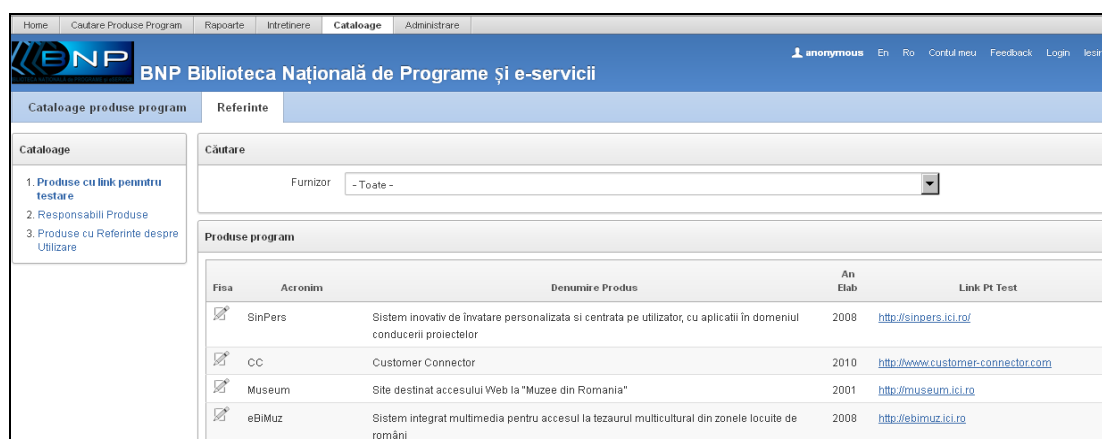 Home Cautare Produse Program Rapoarte Intretinere Cataloage Administrare
BNP
anonymous En Ro Contul meu Feedback Login Iesir
BNP Biblioteca Națională de Programe și e-servicii
Cataloage produse program Referinte
Cataloage
1. Produse cu link penmtru
testare
2. Responsabili Produse
3. Produse cu Referinte despre
Utilizare
Căutare
Furnizor - Toate -
Produse program
Fisa Acronim Denumire Produs An
Elab Link Pt Test
SinPers Sistem inovativ de învatare personalizata si centrata pe utilizator, cu aplicatii în domeniul
conducerii proiectelor 2008 http://sinpers.ici.ro/
CC Customer Connector 2010 http://www.customer-connector.com
Museum Site destinat accesului Web la "Muzee din Romania" 2001 http://museum.ici.ro
eBiMuz Sistem integrat multimedia pentru accesul la tezaurul multicultural din zonele locuite de
români 2008 http://ebimuz.ici.ro